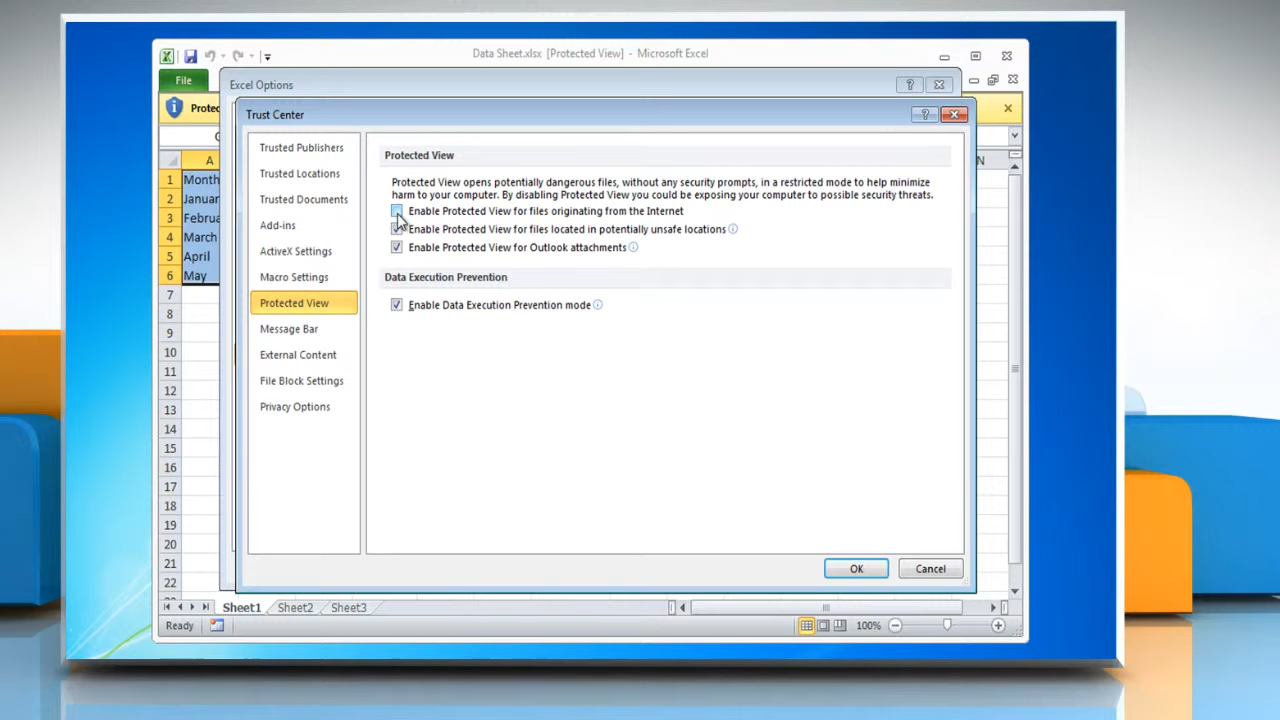 Data Sheet.xlsx [Protected View] - Microsoft Excel
File
Excel Options
Trust Center
Trusted Publishers
Trusted Locations
Trusted Documents
Add-ins
ActiveX Settings
Macro Settings
Protected View
Message Bar
External Content
File Block Settings
Privacy Options
Protected View
Protected View opens potentially dangerous files, without any security prompts, in a restricted mode to help minimize
harm to your computer. By disabling Protected View you could be exposing your computer to possible security threats.
Enable Protected View for files originating from the Internet
Enable Protected View for files located in potentially unsafe locations
Enable Protected View for Outlook attachments
Data Execution Prevention
Enable Data Execution Prevention mode
OK
Cancel
A
N
1 Month
2
3
4 March
5 April
6 May
7
8
9
10
11
12
13
14
15
16
17
18
19
20
21
22
Sheet1
Sheet2
Sheet3
Ready
100%